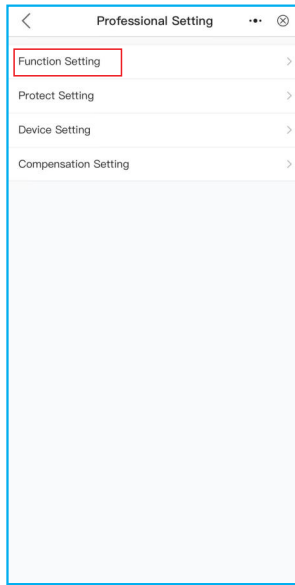 Professional Setting
Function Setting
Protect Setting
Device Setting
Compensation Setting